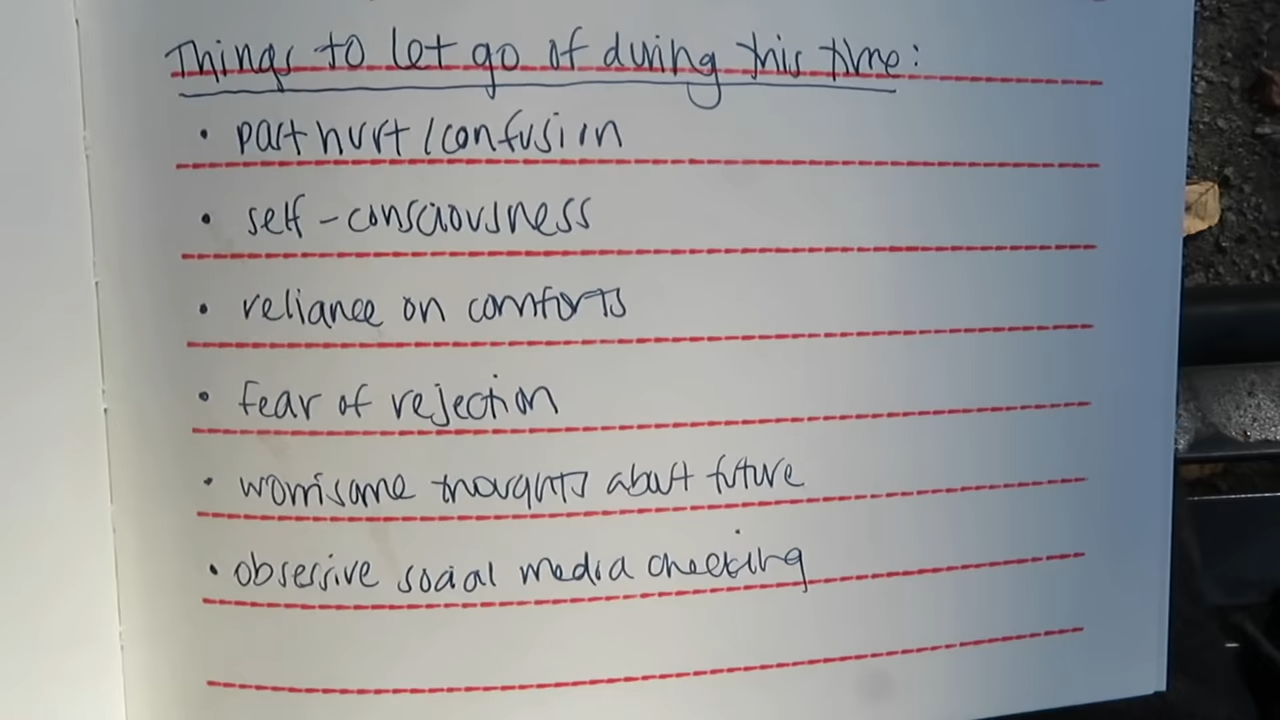 Things to let go of during this time:
• past hurt/confusion
• self-consciousness
• reliance on comforts
• fear of rejection
• worrisome thoughts about future
• obsessive social media checking